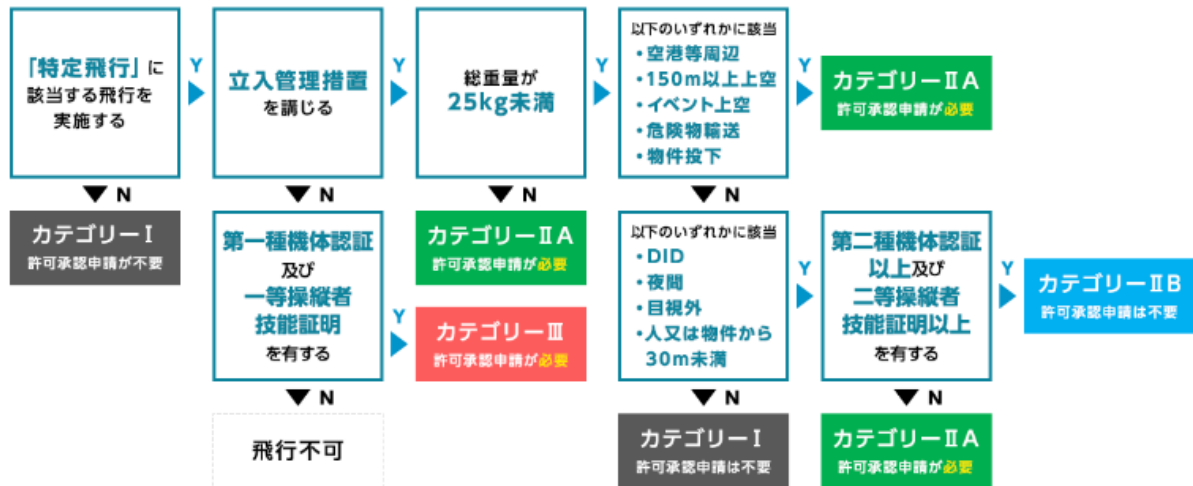 「特定飛行」に
該当する飛行を
実施する
Y
立入管理措置
を講じる
Y
総重量が
25kg未満
Y
以下のいずれかに該当
・空港等周辺
・150m以上上空
・イベント上空
・危険物輸送
・物件投下
Y
カテゴリーⅡA
許可承認申請が必要
N
N
N
N
カテゴリーⅠ
許可承認申請が不要
第一種機体認証
及び
一等操縦者
技能証明
を有する
Y
カテゴリーⅡA
許可承認申請が必要
カテゴリーⅢ
許可承認申請が必要
以下のいずれかに該当
・DID
・夜間
・目視外
・人又は物件から
30m未満
Y
第二種機体認証
以上及び
二等操縦者
技能証明以上
を有する
Y
カテゴリーⅡB
許可承認申請は不要
N
N
N
飛行不可
カテゴリーⅠ
許可承認申請は不要
カテゴリーⅡA
許可承認申請が必要